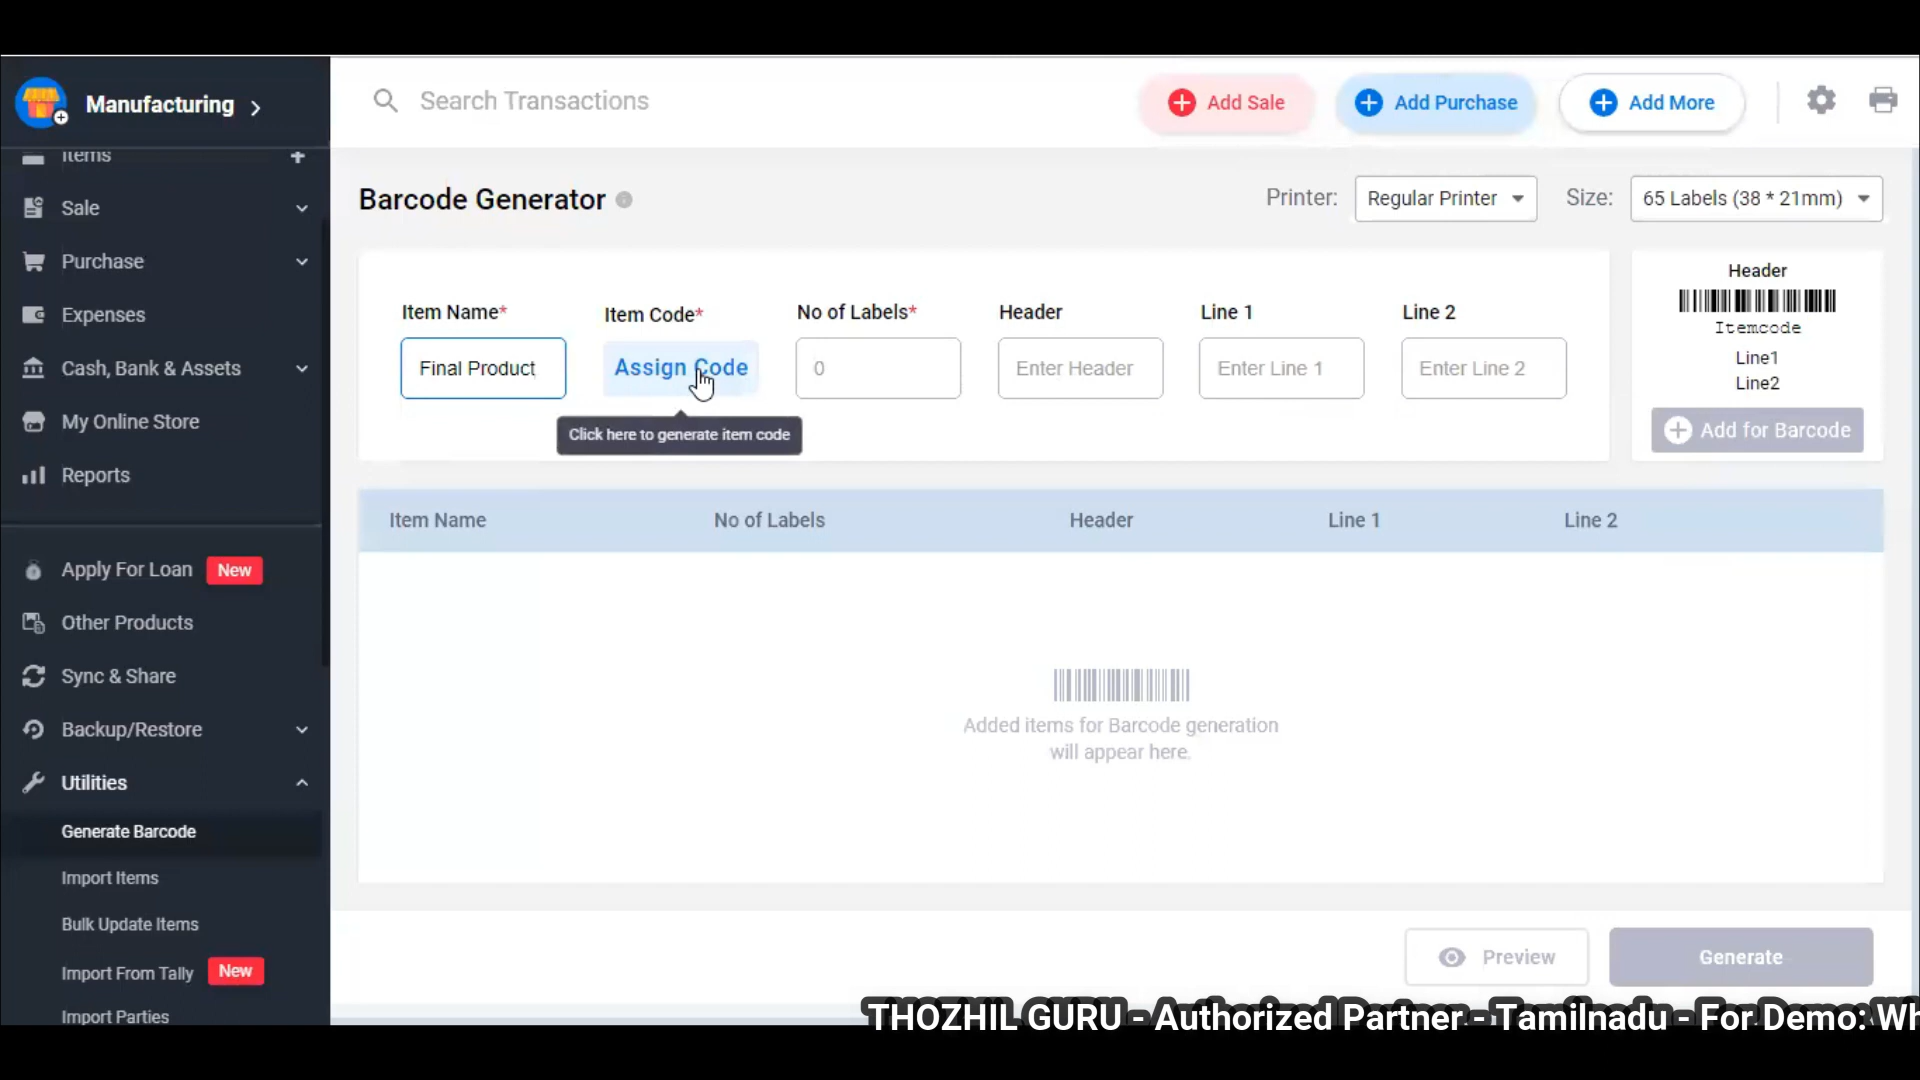 Manufacturing
Search Transactions
Add Sale
Add Purchase
Add More
Items
Sale
Purchase
Expenses
Cash, Bank & Assets
My Online Store
Reports
Apply For Loan New
Other Products
Sync & Share
Backup/Restore
Utilities
Generate Barcode
Import Items
Bulk Update Items
Import From Tally New
Import Parties
Barcode Generator
Printer: Regular Printer
Size: 65 Labels (38 * 21mm)
Item Name* Item Code* No of Labels* Header Line 1 Line 2
Final Product Assign Code 0 Enter Header Enter Line 1 Enter Line 2
Click here to generate item code
Header
Itemcode
Line1
Line2
Add for Barcode
Item Name No of Labels Header Line 1 Line 2
Added items for Barcode generation
will appear here.
Preview Generate
THOZHIL GURU - Authorized Partner - Tamilnadu - For Demo: Wh